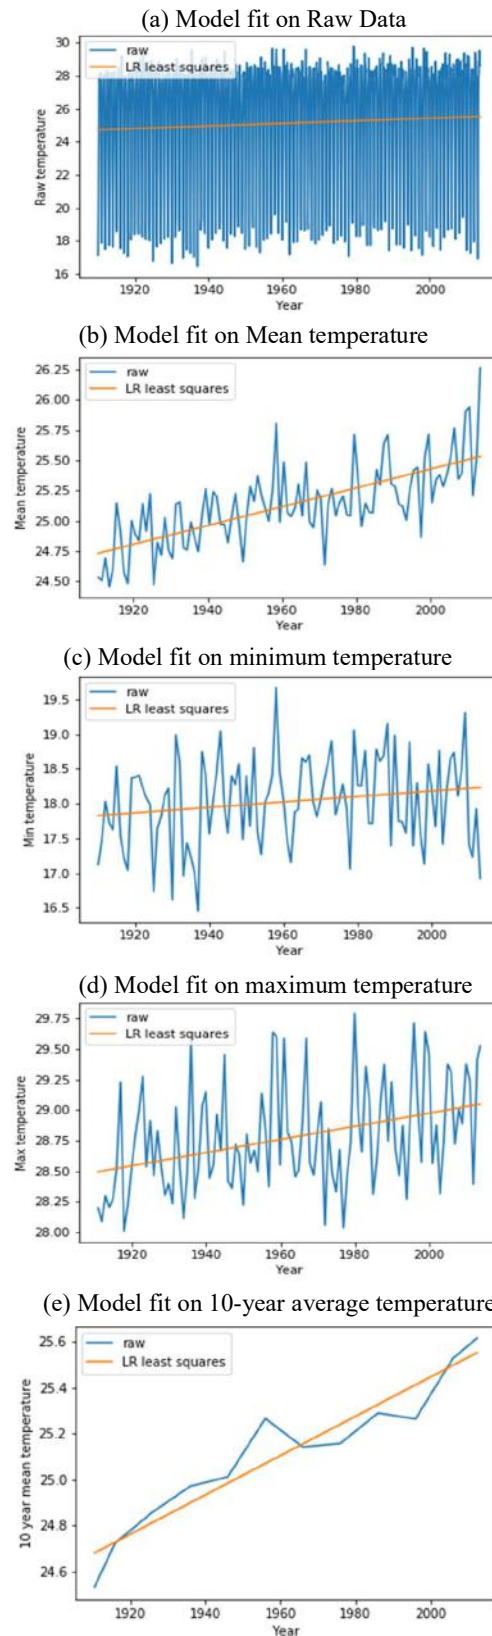 (a) Model fit on Raw Data
raw
LR least squares
30
28
26
24
22
20
18
16
Raw temperature
1920
1940
1960
1980
2000
Year
(b) Model fit on Mean temperature
raw
LR least squares
26.25
26.00
25.75
25.50
25.25
25.00
24.75
24.50
Mean temperature
1920
1940
1960
1980
2000
Year
(c) Model fit on minimum temperature
raw
LR least squares
19.5
19.0
18.5
18.0
17.5
17.0
16.5
Min temperature
1920
1940
1960
1980
2000
Year
(d) Model fit on maximum temperature
raw
LR least squares
29.75
29.50
29.25
29.00
28.75
28.50
28.25
28.00
Max temperature
1920
1940
1960
1980
2000
Year
(e) Model fit on 10-year average temperature
raw
LR least squares
25.6
25.4
25.2
25.0
24.8
24.6
10 year mean temperature
1920
1940
1960
1980
2000
Year